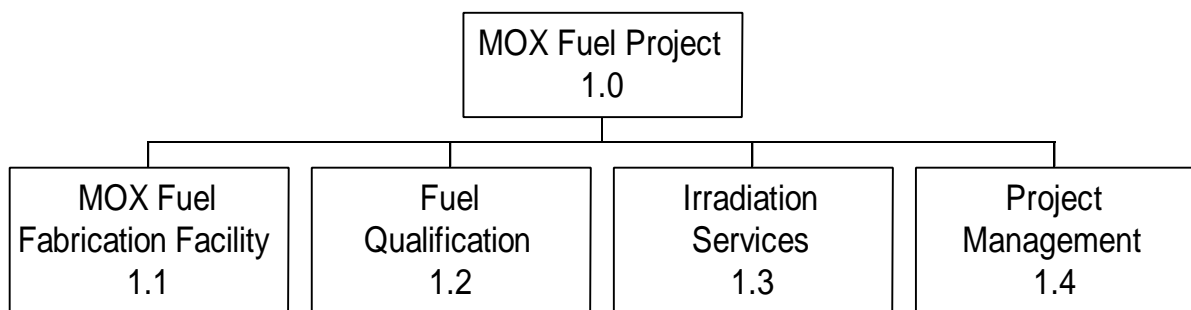 MOX Fuel Project
1.0
MOX Fuel
Fabrication Facility
1.1
Fuel
Qualification
1.2
Irradiation
Services
1.3
Project
Management
1.4